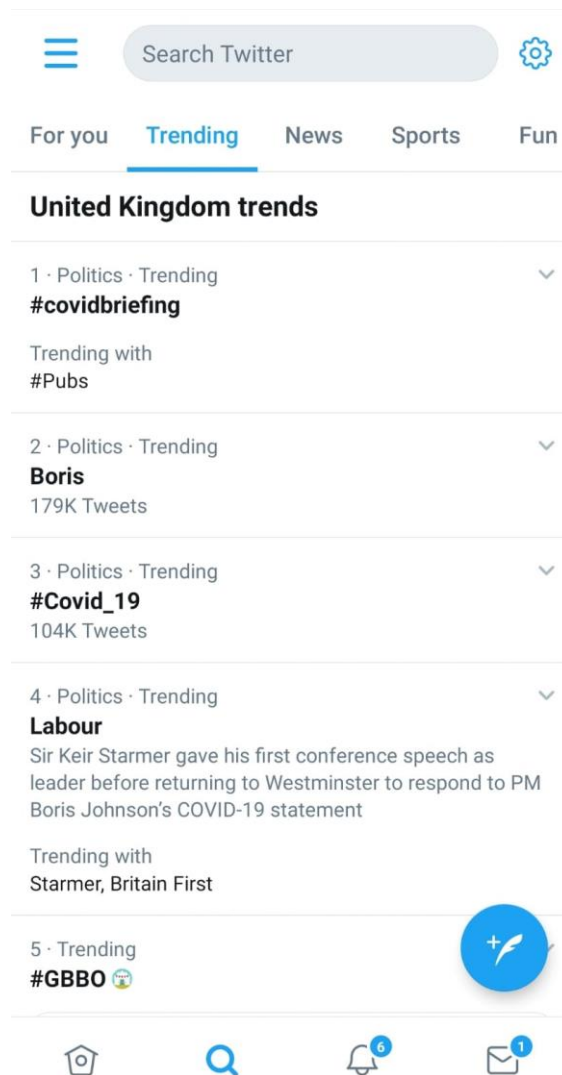 Search Twitter
For you Trending News Sports Fun
United Kingdom trends
1 · Politics · Trending
#covidbriefing
Trending with
#Pubs
2 · Politics · Trending
Boris
179K Tweets
3 · Politics · Trending
#Covid_19
104K Tweets
4 · Politics · Trending
Labour
Sir Keir Starmer gave his first conference speech as
leader before returning to Westminster to respond to PM
Boris Johnson's COVID-19 statement
Trending with
Starmer, Britain First
5 · Trending
#GBBO
6 1